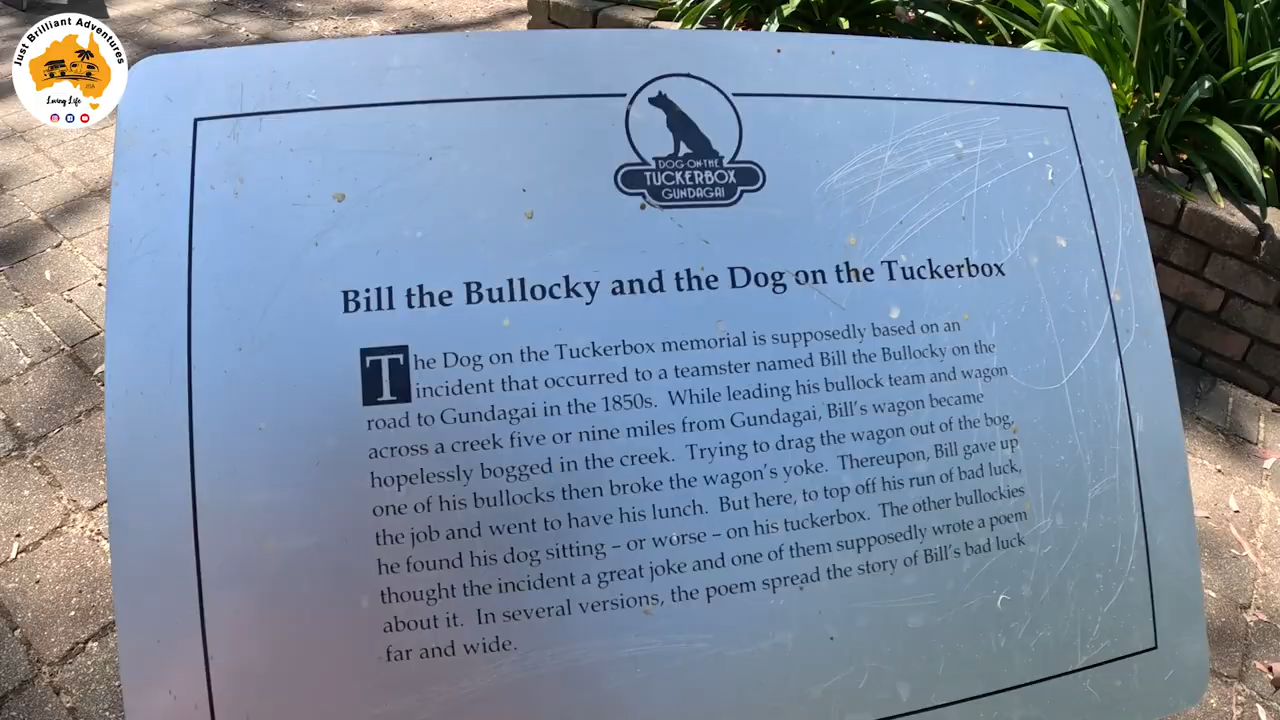 Just Brilliant Adventures
JBA
Loving Life
DOG ON THE
TUCKERBOX
GUNDAGAI
Bill the Bullocky and the Dog on the Tuckerbox
The Dog on the Tuckerbox memorial is supposedly based on an
incident that occurred to a teamster named Bill the Bullocky on the
road to Gundagai in the 1850s. While leading his bullock team and wagon
across a creek five or nine miles from Gundagai, Bill's wagon became
hopelessly bogged in the creek. Trying to drag the wagon out of the bog,
one of his bullocks then broke the wagon's yoke. Thereupon, Bill gave up
the job and went to have his lunch. But here, to top off his run of bad luck,
he found his dog sitting – or worse – on his tuckerbox. The other bullockies
thought the incident a great joke and one of them supposedly wrote a poem
about it. In several versions, the poem spread the story of Bill's bad luck
far and wide.